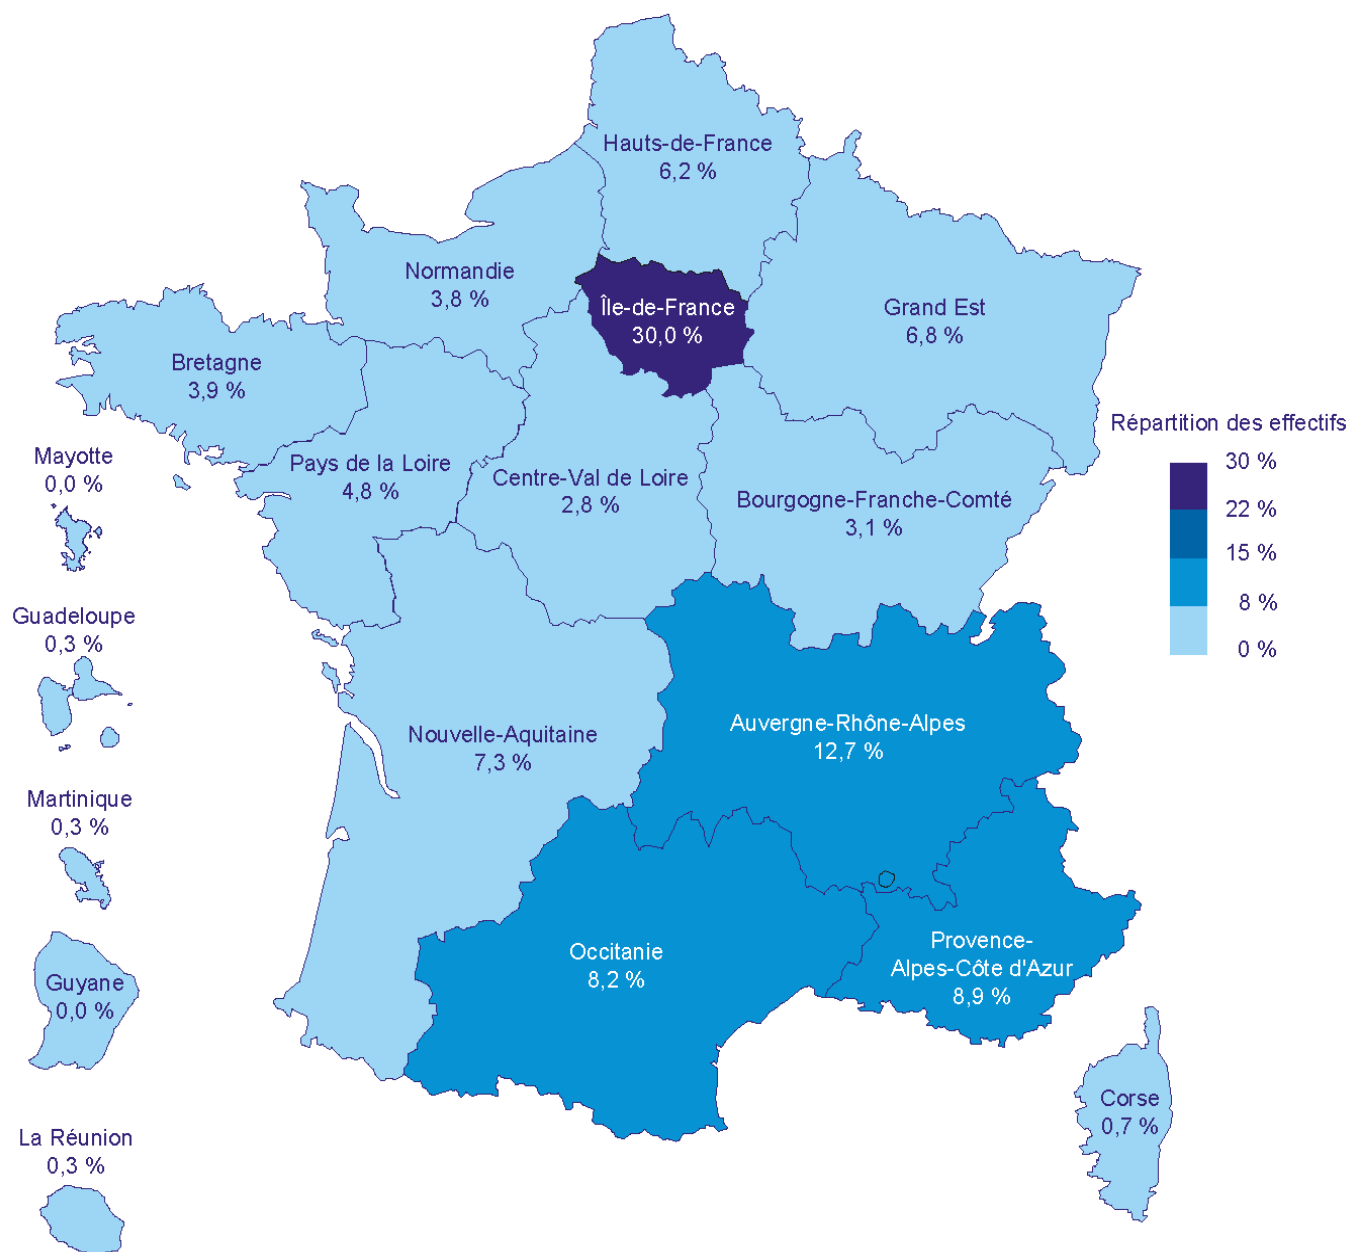 Hauts-de-France
6,2 %
Normandie
3,8 %
Île-de-France
30,0 %
Grand Est
6,8 %
Bretagne
3,9 %
Pays de la Loire
4,8 %
Centre-Val de Loire
2,8 %
Bourgogne-Franche-Comté
3,1 %
Répartition des effectifs
30 %
22 %
15 %
8 %
0 %
Mayotte
0,0 %
Guadeloupe
0,3 %
Martinique
0,3 %
Guyane
0,0 %
La Réunion
0,3 %
Nouvelle-Aquitaine
7,3 %
Auvergne-Rhône-Alpes
12,7 %
Occitanie
8,2 %
Provence-
Alpes-Côte d'Azur
8,9 %
Corse
0,7 %